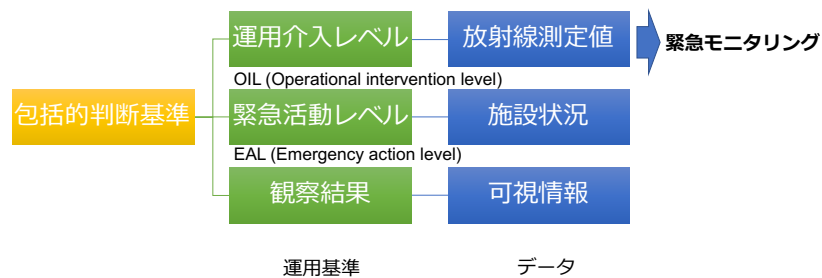 運用介入レベル
放射線測定値
緊急モニタリング
OIL (Operational intervention level)
包括的判断基準
緊急活動レベル
施設状況
EAL (Emergency action level)
観察結果
可視情報
運用基準
データ